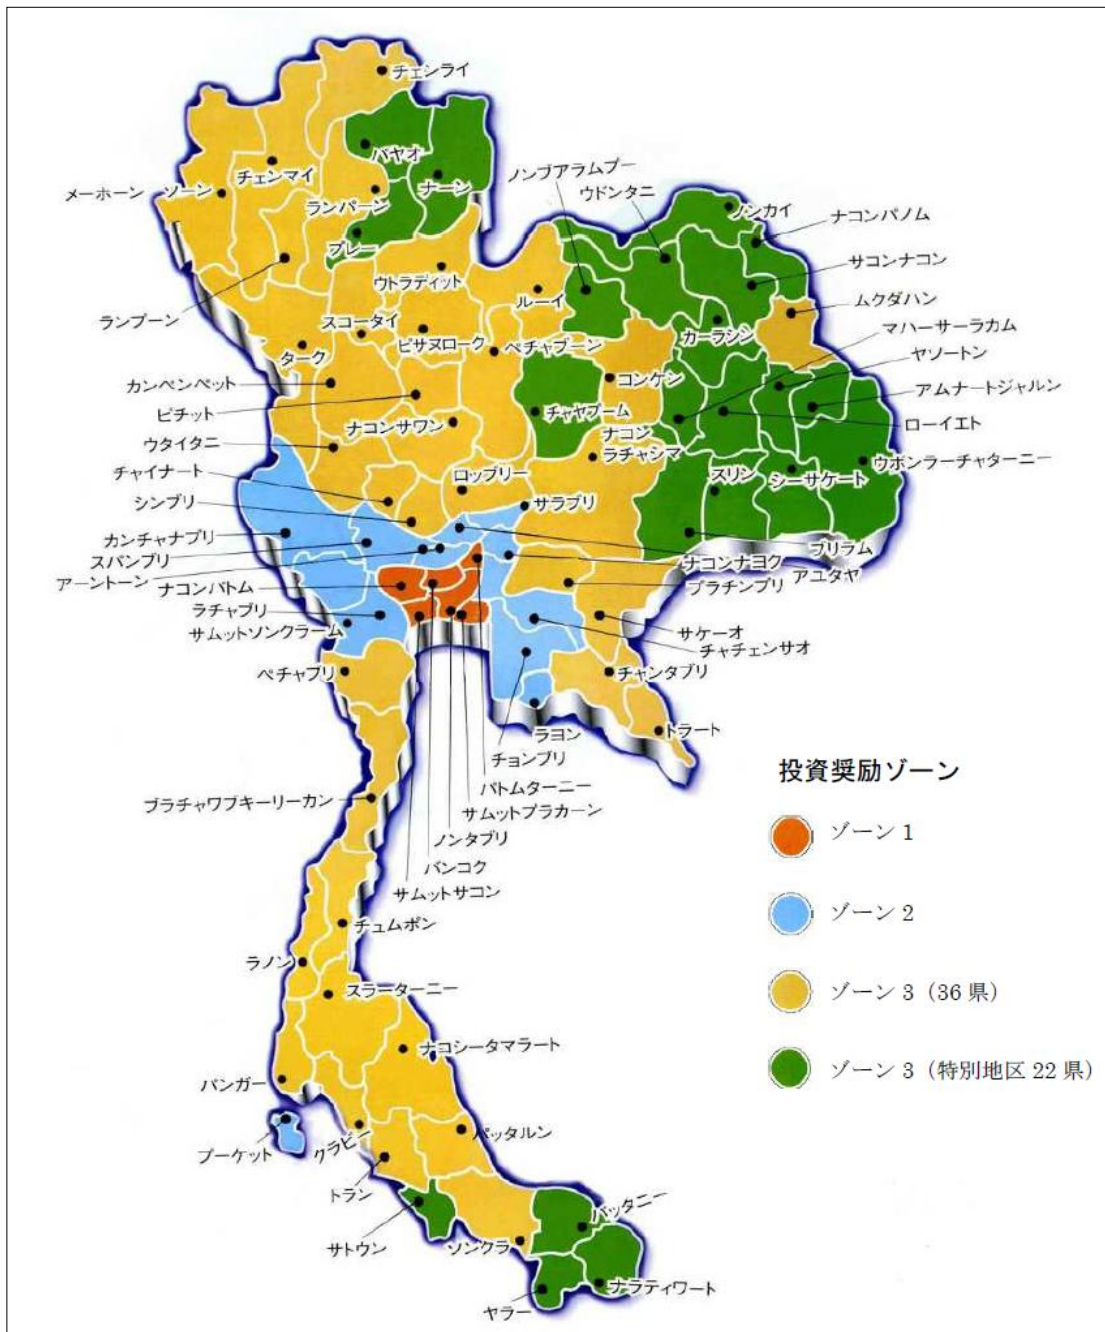 チェンライ
パヤオ
ナーン
チェンマイ
メーホーン ソーン
ランパーン
プレー
ノンブアラムプー
ウドンタニ
ノンカイ
ナコンパノム
サコンナコン
ムクダハン
マハーサーラカム
ヤソートン
アムナートジャルン
ローイエト
ウボンラーチャターニー
ランプーン
ウトラディット
ルーイ
スコータイ
ピサヌローク
ペチャブーン
カーラシン
ターク
カンペンペット
コンケン
ピチット
チャヤプーム
ナコンサワン
ナコン
ラチャシマ
ウタイタニ
チャイナート
ロッブリー
スリン
シーサケート
シンブリ
サラブリ
カンチャナブリ
スパンブリ
ブリラム
アーントーン
ナコンナヨク
アユタヤ
ナコンパトム
プラチンブリ
ラチャブリ
サムットソンクラーム
サケーオ
チャチェンサオ
ペチャブリ
チャンタブリ
ラヨン
トラート
チョンブリ
パトムターニー
サムットプラカーン
ノンタブリ
バンコク
サムットサコン
プラチャワプキーリーカン
チュムポン
ラノン
スラーターニー
ナコシータマラート
パンガー
プーケット
クラビー
パッタルン
トラン
サトウン
ソンクラ
パッタニー
ナラティワート
ヤラー
投資奨励ゾーン
ゾーン 1
ゾーン 2
ゾーン 3（36 県）
ゾーン 3（特別地区 22 県）